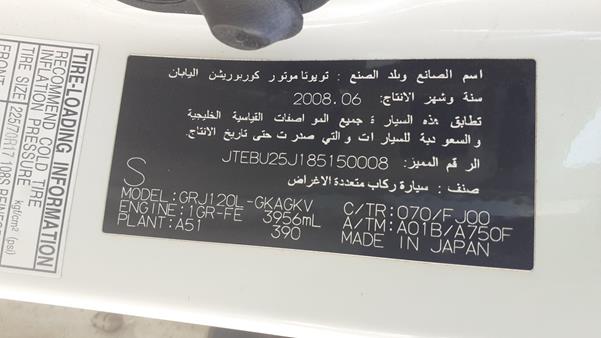 اسم الصانع وبلد الصنع : تويوتا موتور كوربوريشن اليابان
سنة وشهر الانتاج: 2008.06
تطابق هذه السيارة جميع المواصفات القياسية الخليجية
والسعودية للسيارات والتي صدرت حتى تاريخ الانتاج.
الرقم المميز: JTEBU25J185150008
صنف : سيارة ركاب متعددة الاغراض
S
MODEL:GRJ120L-GKAGKV C/TR:070/FJ00
ENGINE:1GR-FE 3956mL A/TM:A01B/A750F
PLANT:A51 390 MADE IN JAPAN
TIRE-LOADING INFORMATION
RECOMMEND COLD TIRE
INFLATION PRESSURE kgf/cm² (psi)
TIRE SIZE
FRONT